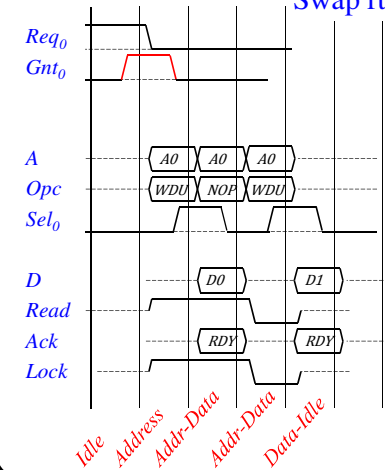 Req0
Gnt0
A A0 A0 A0
Opc WDU NOP WDU
Sel0
D D0 D1
Read
Ack RDY RDY
Lock
Idle Address Addr-Data Addr-Data Data-Idle